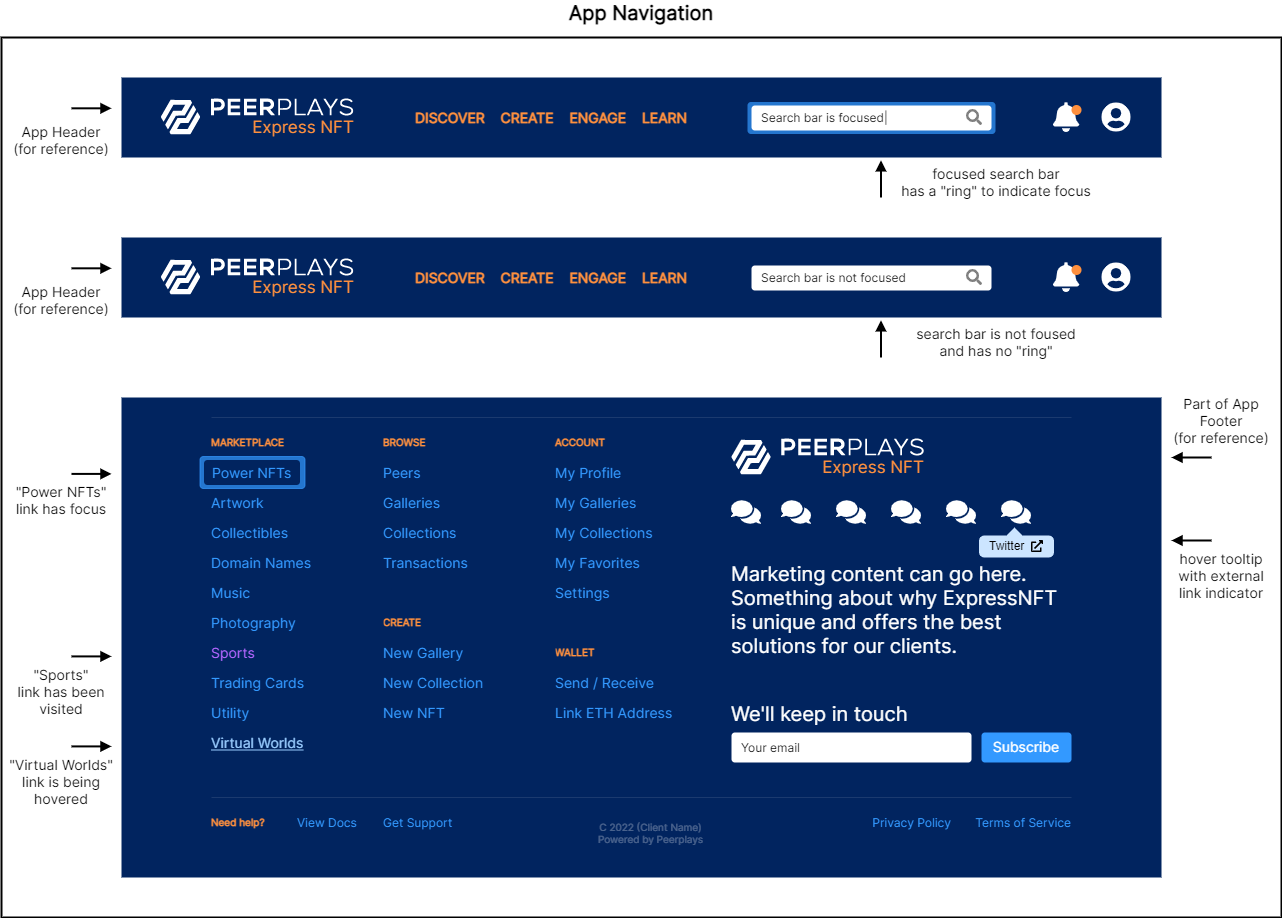 App Navigation
App Header
(for reference)
PEERPLAYS
Express NFT
DISCOVER CREATE ENGAGE LEARN
Search bar is focused
focused search bar
has a "ring" to indicate focus
App Header
(for reference)
PEERPLAYS
Express NFT
DISCOVER CREATE ENGAGE LEARN
Search bar is not focused
search bar is not foused
and has no "ring"
Part of App
Footer
(for reference)
"Power NFTs"
link has focus
"Sports"
link has been
visited
"Virtual Worlds"
link is being
hovered
MARKETPLACE
Power NFTs
Artwork
Collectibles
Domain Names
Music
Photography
Sports
Trading Cards
Utility
Virtual Worlds
BROWSE
Peers
Galleries
Collections
Transactions
CREATE
New Gallery
New Collection
New NFT
ACCOUNT
My Profile
My Galleries
My Collections
My Favorites
Settings
WALLET
Send / Receive
Link ETH Address
PEERPLAYS
Express NFT
Twitter
hover tooltip
with external
link indicator
Marketing content can go here.
Something about why ExpressNFT
is unique and offers the best
solutions for our clients.
We'll keep in touch
Your email
Subscribe
Need help? View Docs Get Support
C 2022 (Client Name)
Powered by Peerplays
Privacy Policy Terms of Service